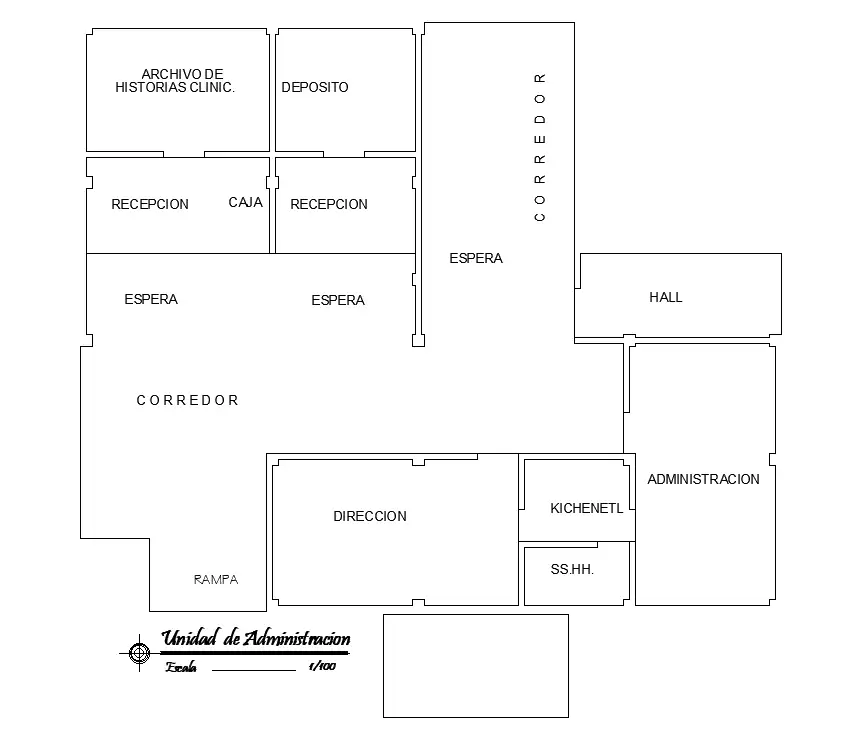 ARCHIVO DE
HISTORIAS CLINIC.
DEPOSITO
CORREDOR
RECEPCION
CAJA
RECEPCION
ESPERA
ESPERA
ESPERA
HALL
CORREDOR
ADMINISTRACION
DIRECCION
KICHENETL
SS.HH.
RAMPA
Unidad de Administracion
Escala 1/100